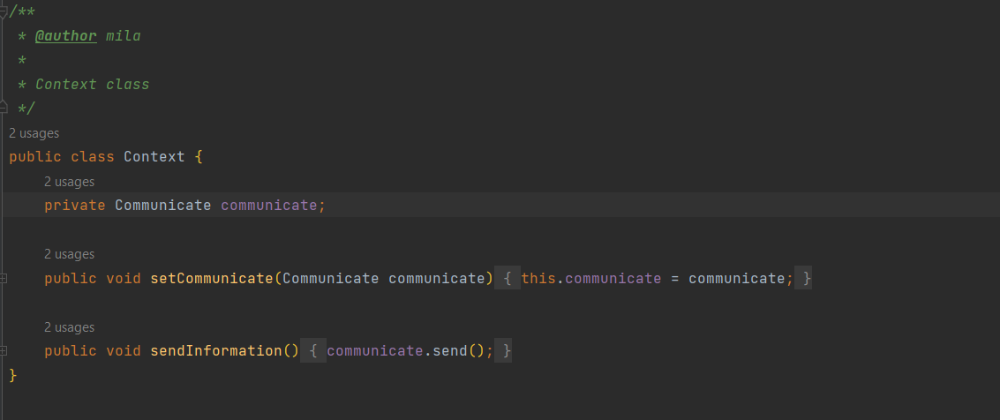 /**
* @author mila
*
* Context class
*/
2 usages
public class Context {
2 usages
private Communicate communicate;
2 usages
public void setCommunicate(Communicate communicate) { this.communicate = communicate; }
2 usages
public void sendInformation() { communicate.send(); }
}